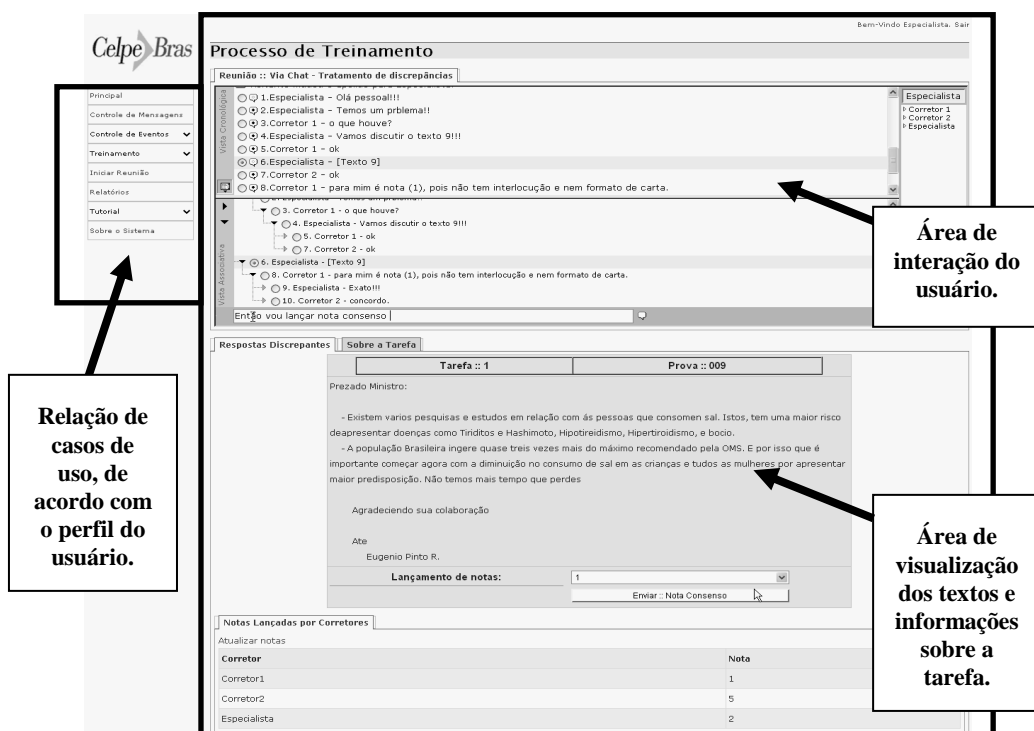 Bem-Vindo Especialista. Sair
Celpe Bras
Processo de Treinamento
Reunião :: Via Chat - Tratamento de discrepâncias
Principal
Controle de Mensagens
Controle de Eventos
Treinamento
Iniciar Reunião
Relatórios
Tutorial
Sobre o Sistema
Vista Cronológica
1.Especialista - Olá pessoal!!!
2.Especialista - Temos um prblema!!
3.Corretor 1 - o que houve?
4.Especialista - Vamos discutir o texto 9!!!
5.Corretor 1 - ok
6.Especialista - [Texto 9]
7.Corretor 2 - ok
8.Corretor 1 - para mim é nota (1), pois não tem interlocução e nem formato de carta.
Especialista
Corretor 1
Corretor 2
Especialista
Vista Associativa
3. Corretor 1 - o que houve?
4. Especialista - Vamos discutir o texto 9!!!
5. Corretor 1 - ok
7. Corretor 2 - ok
6. Especialista - [Texto 9]
8. Corretor 1 - para mim é nota (1), pois não tem interlocução e nem formato de carta.
9. Especialista - Exato!!!
10. Corretor 2 - concordo.
Então vou lançar nota consenso
Área de
interação do
usuário.
Respostas Discrepantes Sobre a Tarefa
Tarefa :: 1 Prova :: 009
Prezado Ministro:
- Existem varios pesquisas e estudos em relação com ás pessoas que consomen sal. Istos, tem uma maior risco
deapresentar doenças como Tiriditos e Hashimoto, Hipotireidismo, Hipertiroidismo, e bocio.
- A população Brasileira ingere quase treis vezes mais do máximo recomendado pela OMS. E por isso que é
importante começar agora com a diminuição no consumo de sal em as crianças e tudos as mulheres por apresentar
maior predisposição. Não temos mais tempo que perdes
Agradeciendo sua colaboração
Ate
Eugenio Pinto R.
Lançamento de notas: 1
Enviar :: Nota Consenso
Relação de
casos de
uso, de
acordo com
o perfil do
usuário.
Área de
visualização
dos textos e
informações
sobre a
tarefa.
Notas Lançadas por Corretores
Atualizar notas
Corretor Nota
Corretor1 1
Corretor2 5
Especialista 2